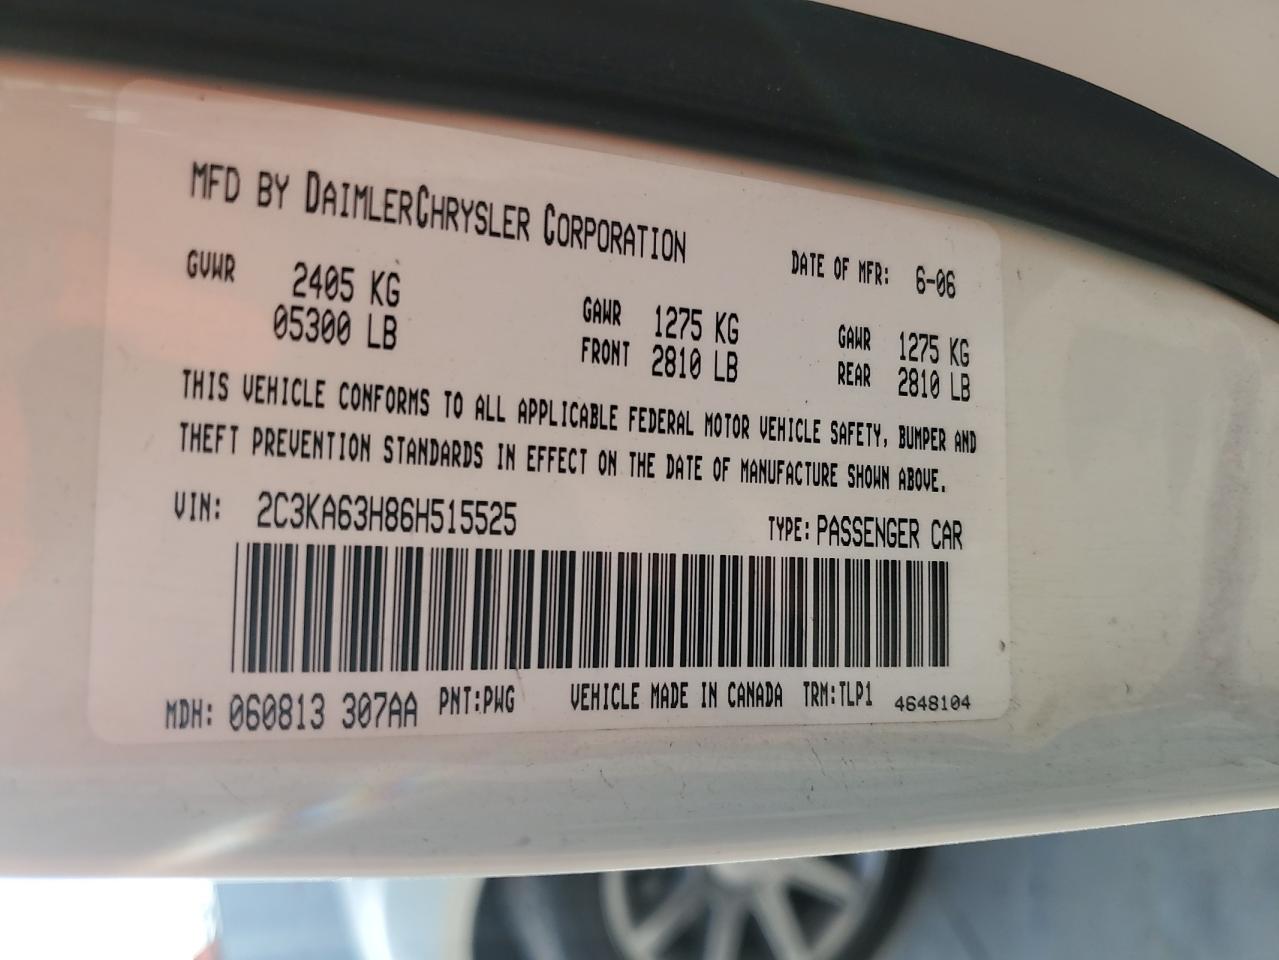 MFD BY DAIMLERCHRYSLER CORPORATION
DATE OF MFR: 6-06
GVWR 2405 KG
05300 LB
GAWR FRONT 1275 KG
2810 LB
GAWR REAR 1275 KG
2810 LB
THIS VEHICLE CONFORMS TO ALL APPLICABLE FEDERAL MOTOR VEHICLE SAFETY, BUMPER AND
THEFT PREVENTION STANDARDS IN EFFECT ON THE DATE OF MANUFACTURE SHOWN ABOVE.
VIN: 2C3KA63H86H515525 TYPE: PASSENGER CAR
MDH: 060813 307AA PNT:PWG VEHICLE MADE IN CANADA TRM:TLP1 4648104